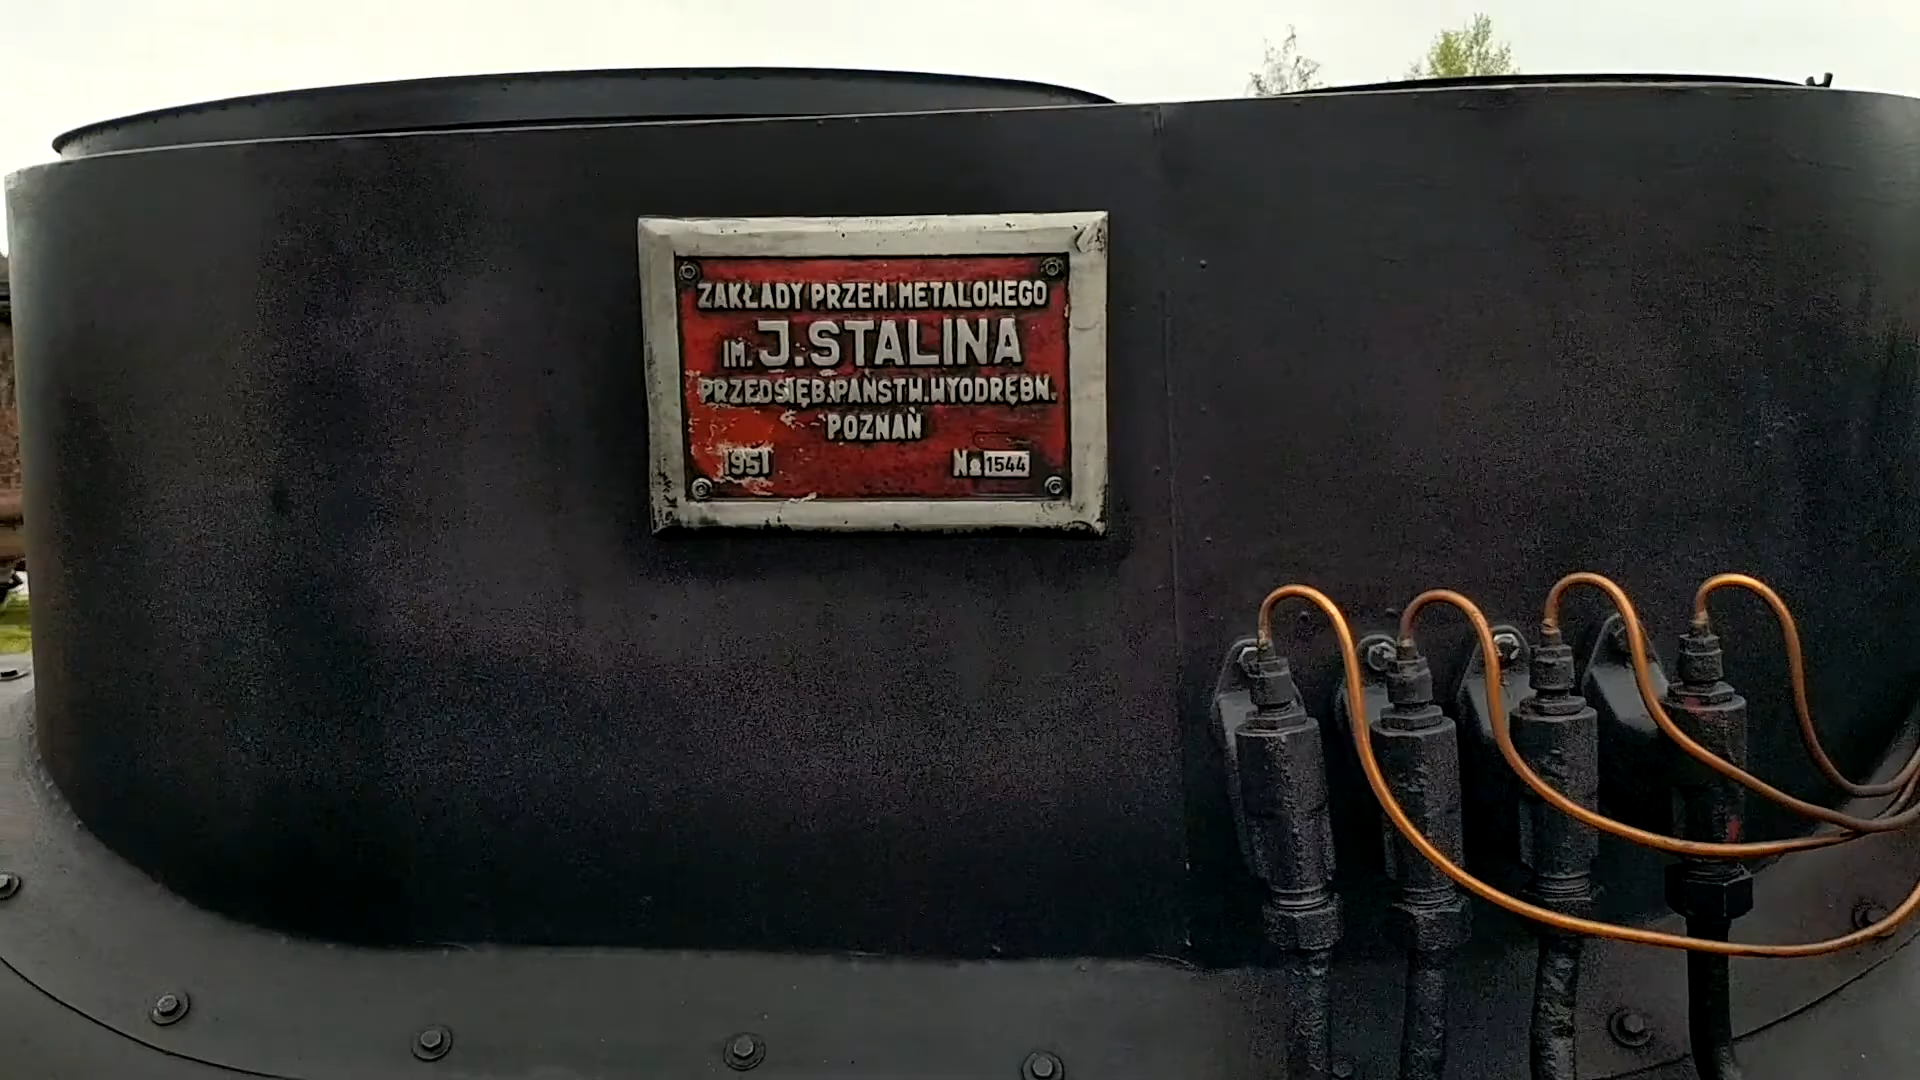 ZAKŁADY PRZEM. METALOWEGO
IM. J. STALINA
PRZEDSIĘB. PAŃSTW. WYODRĘBN.
POZNAŃ
1951 № 1544